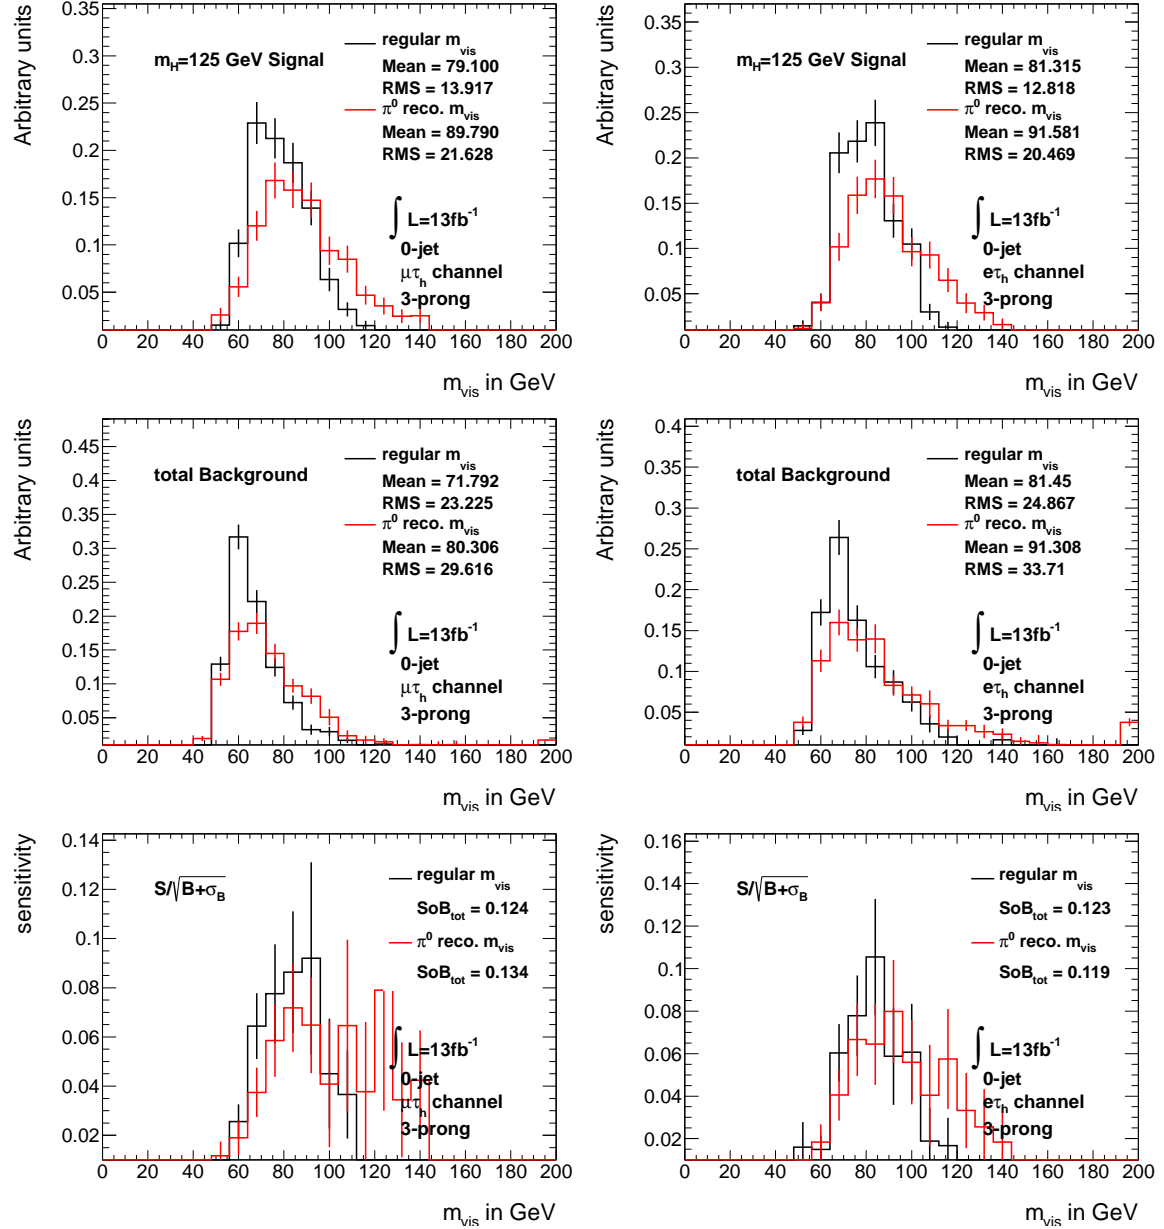 Arbitrary units
0.35
0.3
0.25
0.2
0.15
0.1
0.05
m_H=125 GeV Signal
regular m_vis
Mean = 79.100
RMS = 13.917
π⁰ reco. m_vis
Mean = 89.790
RMS = 21.628
∫ L=13fb⁻¹
0-jet
μτ_h channel
3-prong
0 20 40 60 80 100 120 140 160 180 200
m_vis in GeV
Arbitrary units
0.35
0.3
0.25
0.2
0.15
0.1
0.05
m_H=125 GeV Signal
regular m_vis
Mean = 81.315
RMS = 12.818
π⁰ reco. m_vis
Mean = 91.581
RMS = 20.469
∫ L=13fb⁻¹
0-jet
eτ_h channel
3-prong
0 20 40 60 80 100 120 140 160 180 200
m_vis in GeV
Arbitrary units
0.45
0.4
0.35
0.3
0.25
0.2
0.15
0.1
0.05
total Background
regular m_vis
Mean = 71.792
RMS = 23.225
π⁰ reco. m_vis
Mean = 80.306
RMS = 29.616
∫ L=13fb⁻¹
0-jet
μτ_h channel
3-prong
0 20 40 60 80 100 120 140 160 180 200
m_vis in GeV
Arbitrary units
0.4
0.35
0.3
0.25
0.2
0.15
0.1
0.05
total Background
regular m_vis
Mean = 81.45
RMS = 24.867
π⁰ reco. m_vis
Mean = 91.308
RMS = 33.71
∫ L=13fb⁻¹
0-jet
eτ_h channel
3-prong
0 20 40 60 80 100 120 140 160 180 200
m_vis in GeV
sensitivity
0.14
0.12
0.1
0.08
0.06
0.04
0.02
S/√B+σ_B
regular m_vis
SoB_tot = 0.124
π⁰ reco. m_vis
SoB_tot = 0.134
∫ L=13fb⁻¹
0-jet
μτ_h channel
3-prong
0 20 40 60 80 100 120 140 160 180 200
m_vis in GeV
sensitivity
0.16
0.14
0.12
0.1
0.08
0.06
0.04
0.02
S/√B+σ_B
regular m_vis
SoB_tot = 0.123
π⁰ reco. m_vis
SoB_tot = 0.119
∫ L=13fb⁻¹
0-jet
eτ_h channel
3-prong
0 20 40 60 80 100 120 140 160 180 200
m_vis in GeV